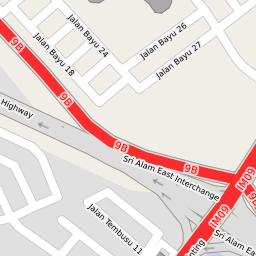 Jalan Bayu 26
Jalan Bayu 24
Jalan Bayu 27
Jalan Bayu 18
9B
9B
Highway
9B
Sri Alam East Interchange
9B
IM09
Jalan Tembusu 11
IM09
Sri Alam Ea